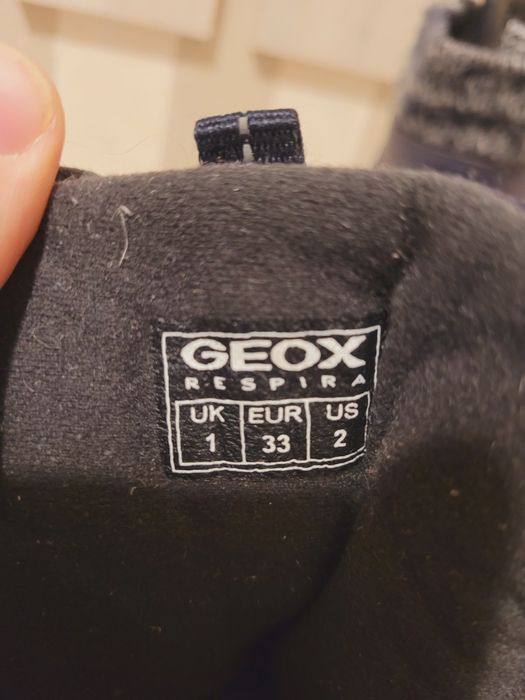 GEOX
RESPIRA
UK EUR US
1 33 2